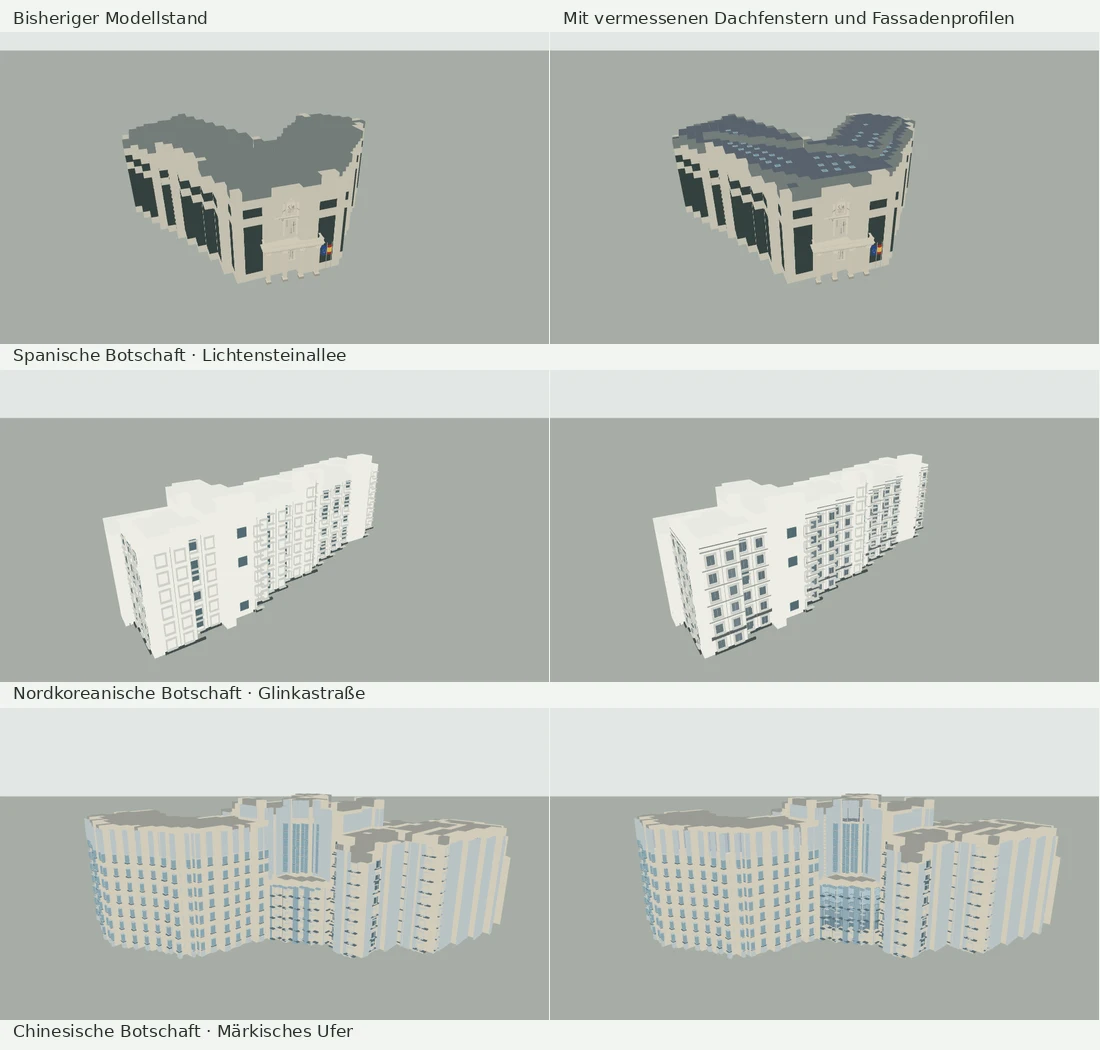 Bisheriger Modellstand
Mit vermessenen Dachfenstern und Fassadenprofilen
Spanische Botschaft · Lichtensteinallee
Nordkoreanische Botschaft · Glinkastraße
Chinesische Botschaft · Märkisches Ufer